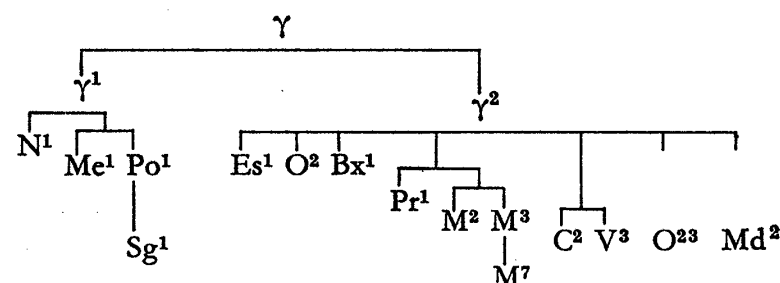 γ
γ¹ γ²
N¹ Me¹ Po¹ Es¹ O² Bx¹
Pr¹ M² M³
Sg¹ C² V³ O²³ Md²
M⁷